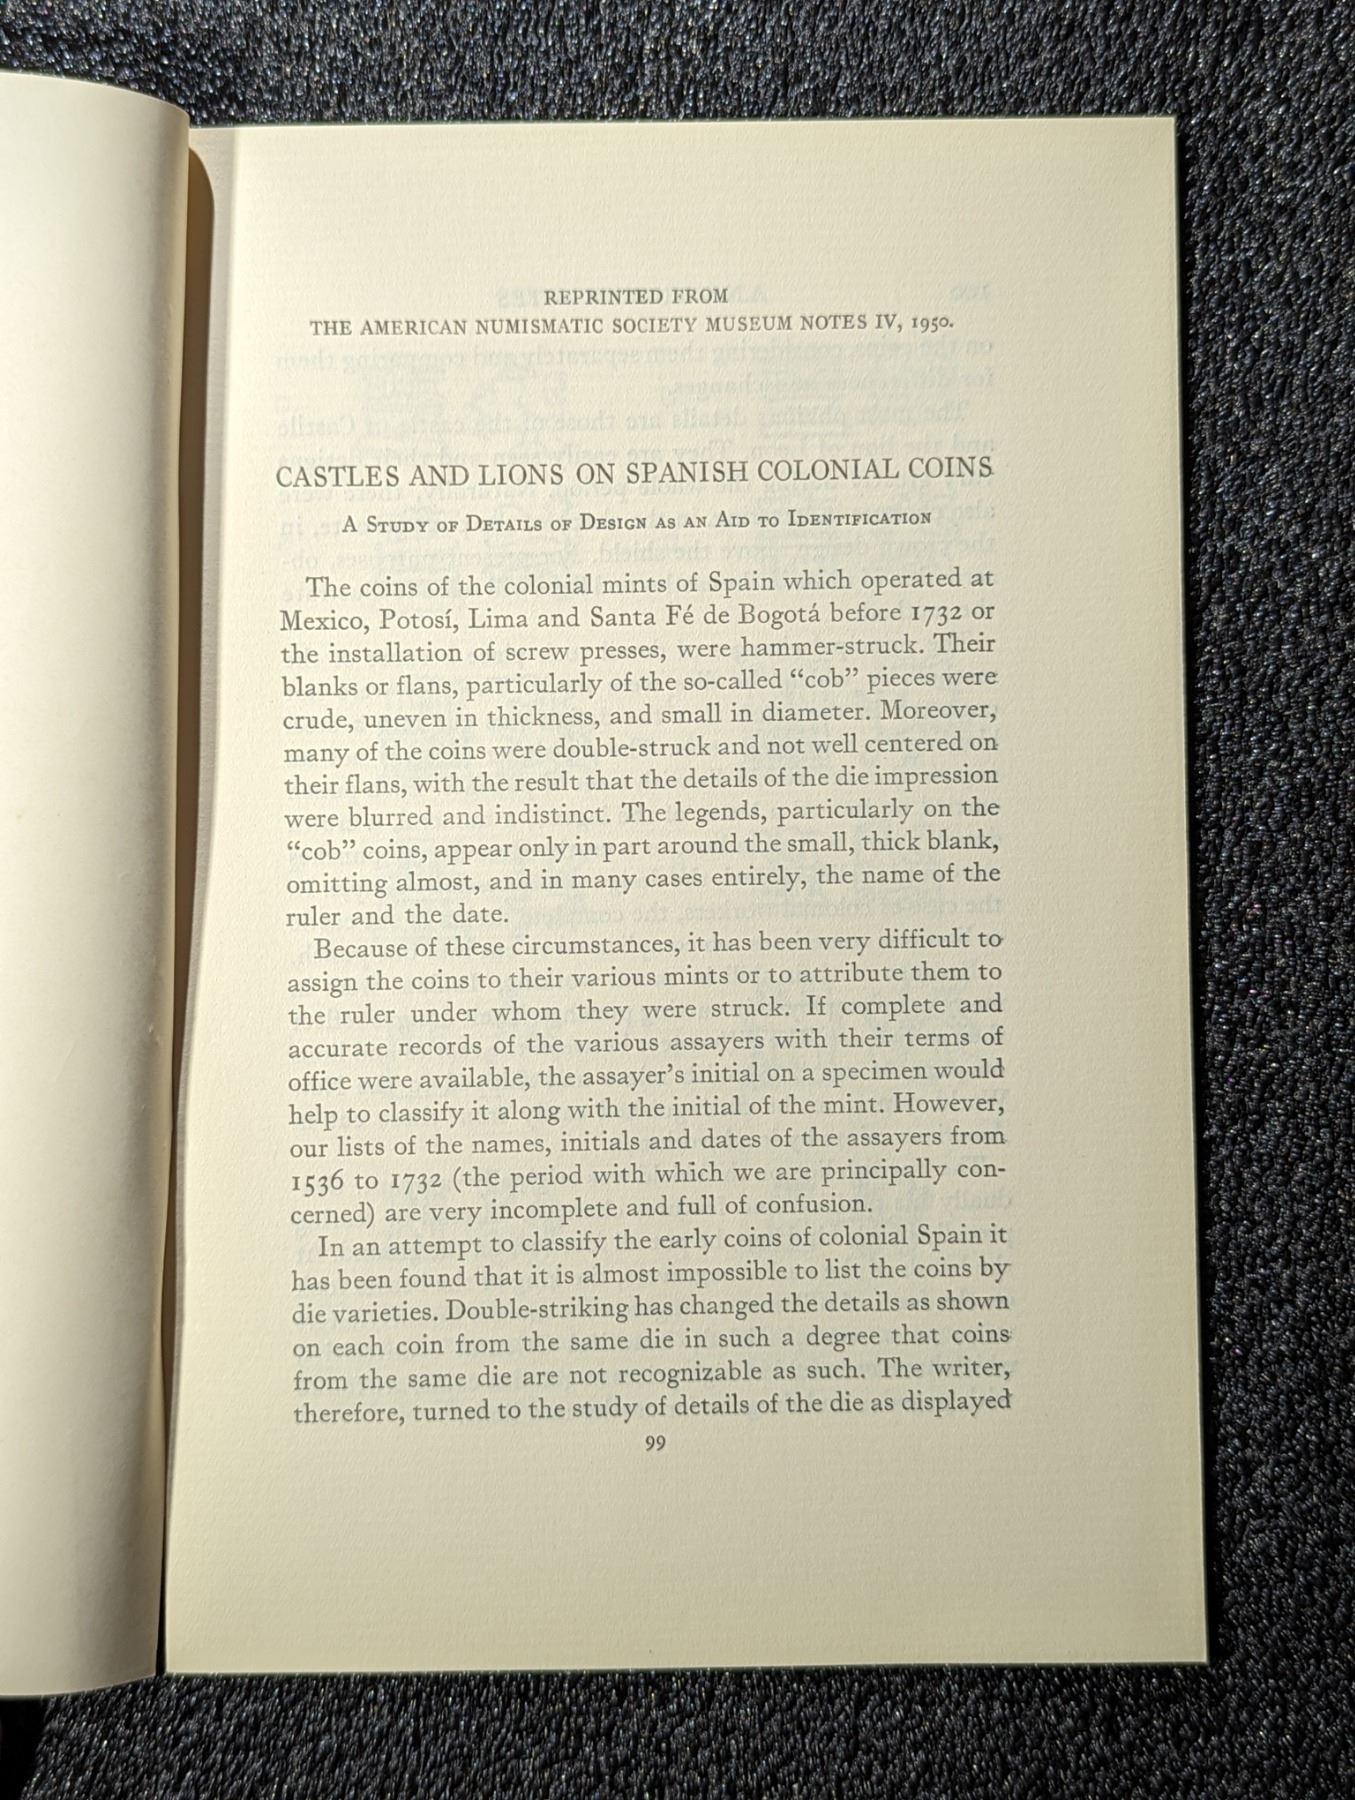 REPRINTED FROM
THE AMERICAN NUMISMATIC SOCIETY MUSEUM NOTES IV, 1950.
CASTLES AND LIONS ON SPANISH COLONIAL COINS
A Study of Details of Design as an Aid to Identification
The coins of the colonial mints of Spain which operated at
Mexico, Potosí, Lima and Santa Fé de Bogotá before 1732 or
the installation of screw presses, were hammer-struck. Their
blanks or flans, particularly of the so-called “cob” pieces were
crude, uneven in thickness, and small in diameter. Moreover,
many of the coins were double-struck and not well centered on
their flans, with the result that the details of the die impression
were blurred and indistinct. The legends, particularly on the
“cob” coins, appear only in part around the small, thick blank,
omitting almost, and in many cases entirely, the name of the
ruler and the date.
Because of these circumstances, it has been very difficult to
assign the coins to their various mints or to attribute them to
the ruler under whom they were struck. If complete and
accurate records of the various assayers with their terms of
office were available, the assayer’s initial on a specimen would
help to classify it along with the initial of the mint. However,
our lists of the names, initials and dates of the assayers from
1536 to 1732 (the period with which we are principally con-
cerned) are very incomplete and full of confusion.
In an attempt to classify the early coins of colonial Spain it
has been found that it is almost impossible to list the coins by
die varieties. Double-striking has changed the details as shown
on each coin from the same die in such a degree that coins
from the same die are not recognizable as such. The writer,
therefore, turned to the study of details of the die as displayed
99